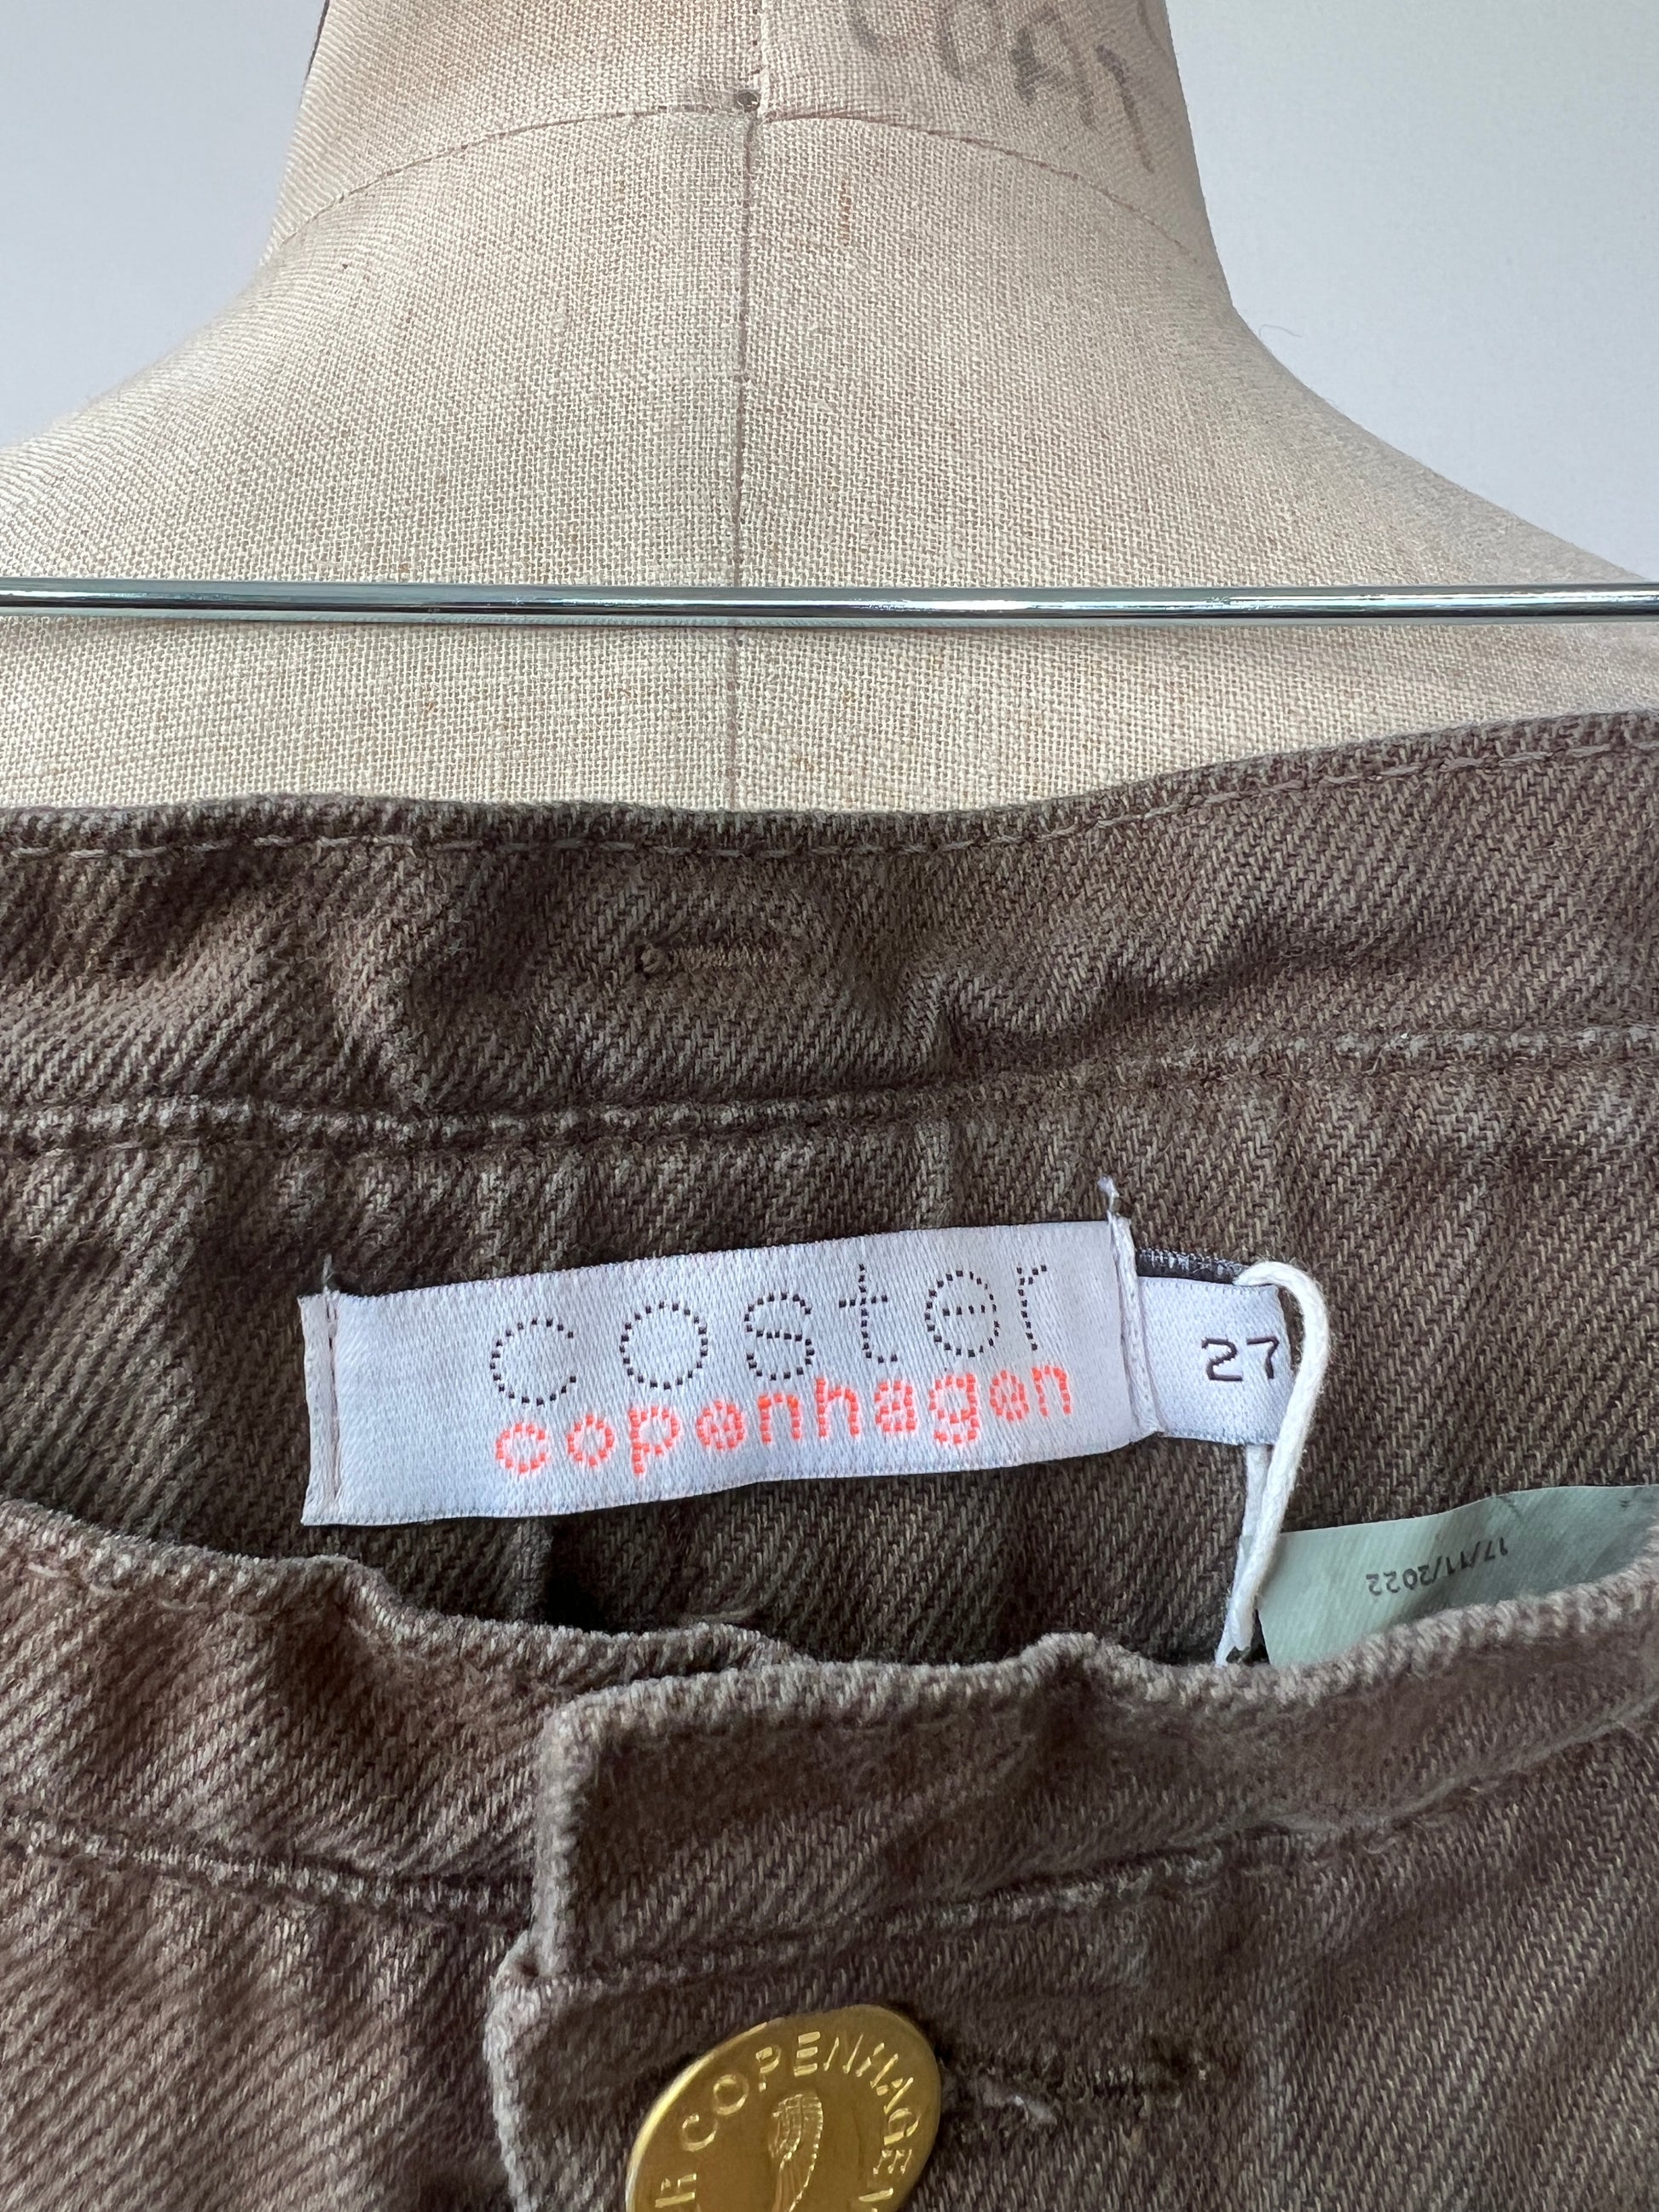 coster
copenhagen
27
17/11/2022
R COPENHAGEN